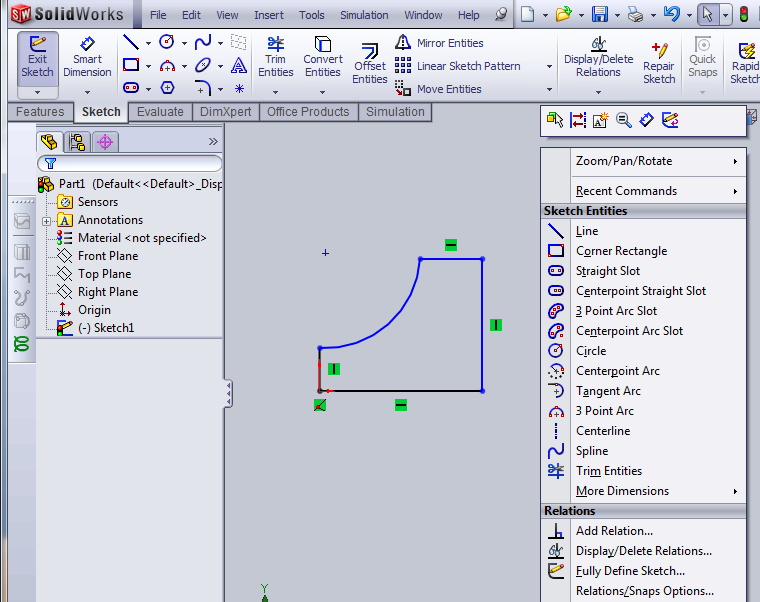 SolidWorks File Edit View Insert Tools Simulation Window Help
Exit Sketch
Smart Dimension
Trim Entities
Convert Entities
Offset Entities
Mirror Entities
Linear Sketch Pattern
Move Entities
Display/Delete Relations
Repair Sketch
Quick Snaps
Rapid Sketch
Features Sketch Evaluate DimXpert Office Products Simulation
Part1 (Default<<Default>_Disp
Sensors
Annotations
Material <not specified>
Front Plane
Top Plane
Right Plane
Origin
(-) Sketch1
Y
Zoom/Pan/Rotate
Recent Commands
Sketch Entities
Line
Corner Rectangle
Straight Slot
Centerpoint Straight Slot
3 Point Arc Slot
Centerpoint Arc Slot
Circle
Centerpoint Arc
Tangent Arc
3 Point Arc
Centerline
Spline
Trim Entities
More Dimensions
Relations
Add Relation...
Display/Delete Relations...
Fully Define Sketch...
Relations/Snaps Options...